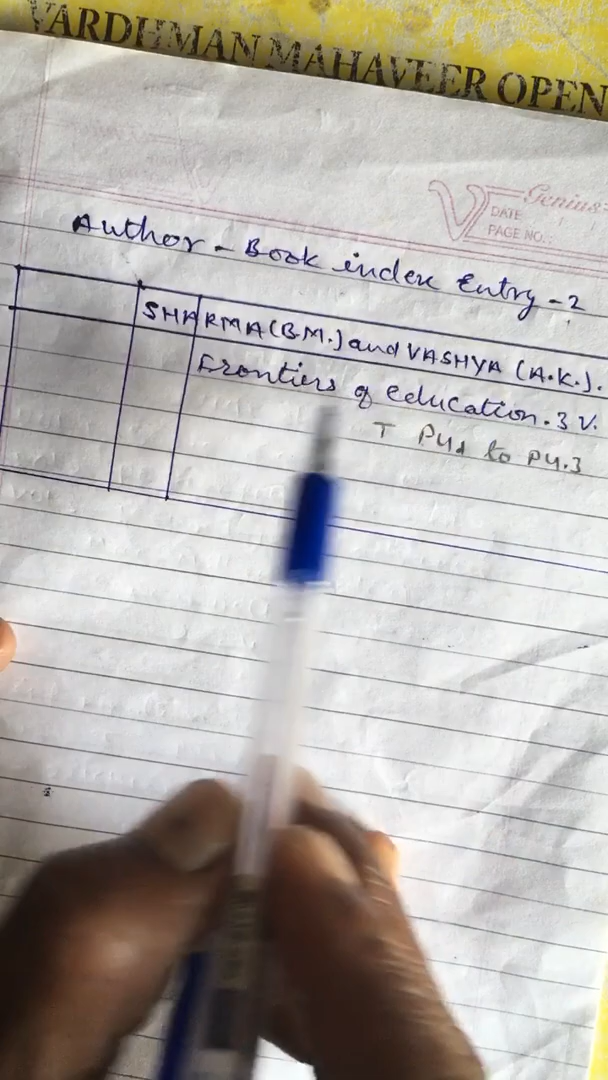 VARDHMAN MAHAVEER OPEN
Genius
DATE
PAGE NO.:
Author - Book index Entry - 2
SHARMA (B.M.) and VASHYA (A.K.).
Frontiers of education. 3 V.
T P41 to P4.3